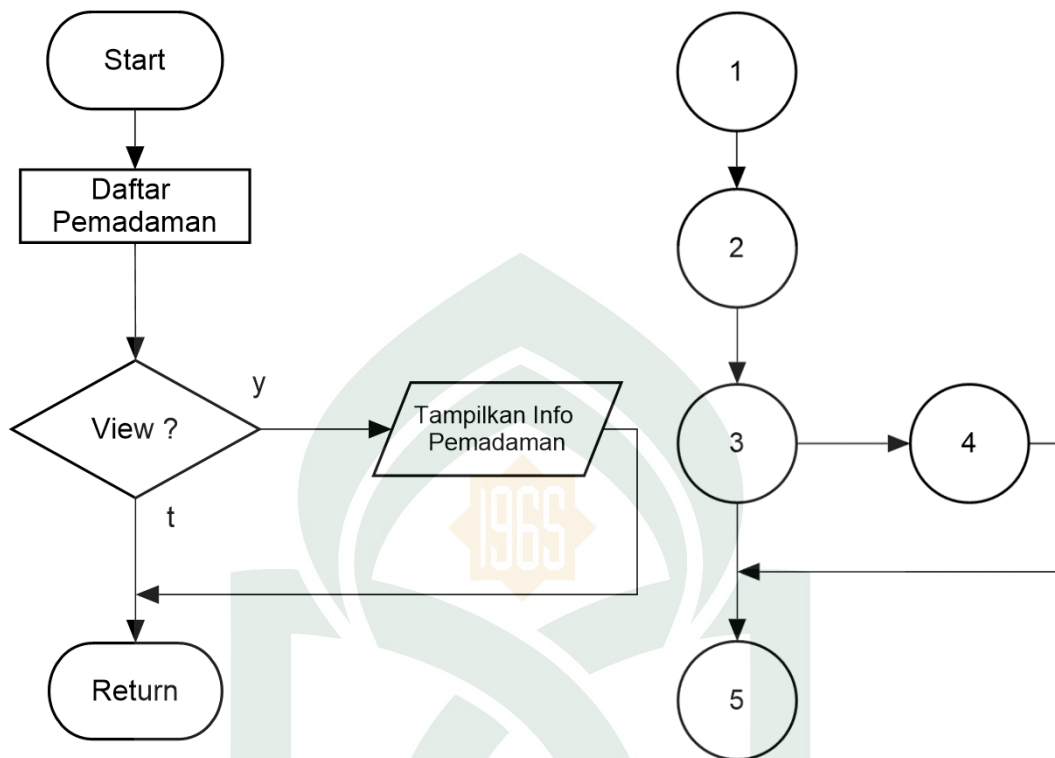 Start
Daftar
Pemadaman
View ?
y
t
Tampilkan Info
Pemadaman
Return
1
2
3
4
5
1965